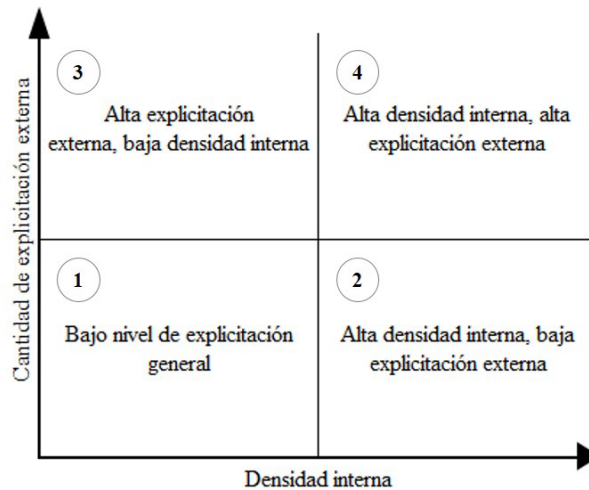 Cantidad de explicitación externa
3
Alta explicitación
externa, baja densidad interna
4
Alta densidad interna, alta
explicitación externa
1
Bajo nivel de explicitación
general
2
Alta densidad interna, baja
explicitación externa
Densidad interna